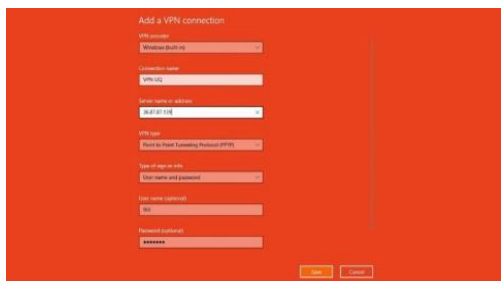 Add a VPN connection
VPN provider
Windows (built-in)
Connection name
Server name or address
VPN type
Point to Point Tunneling Protocol (PPTP)
Type of sign-in info
User name and password
User name (optional)
Password (optional)
•••••••
Save Cancel